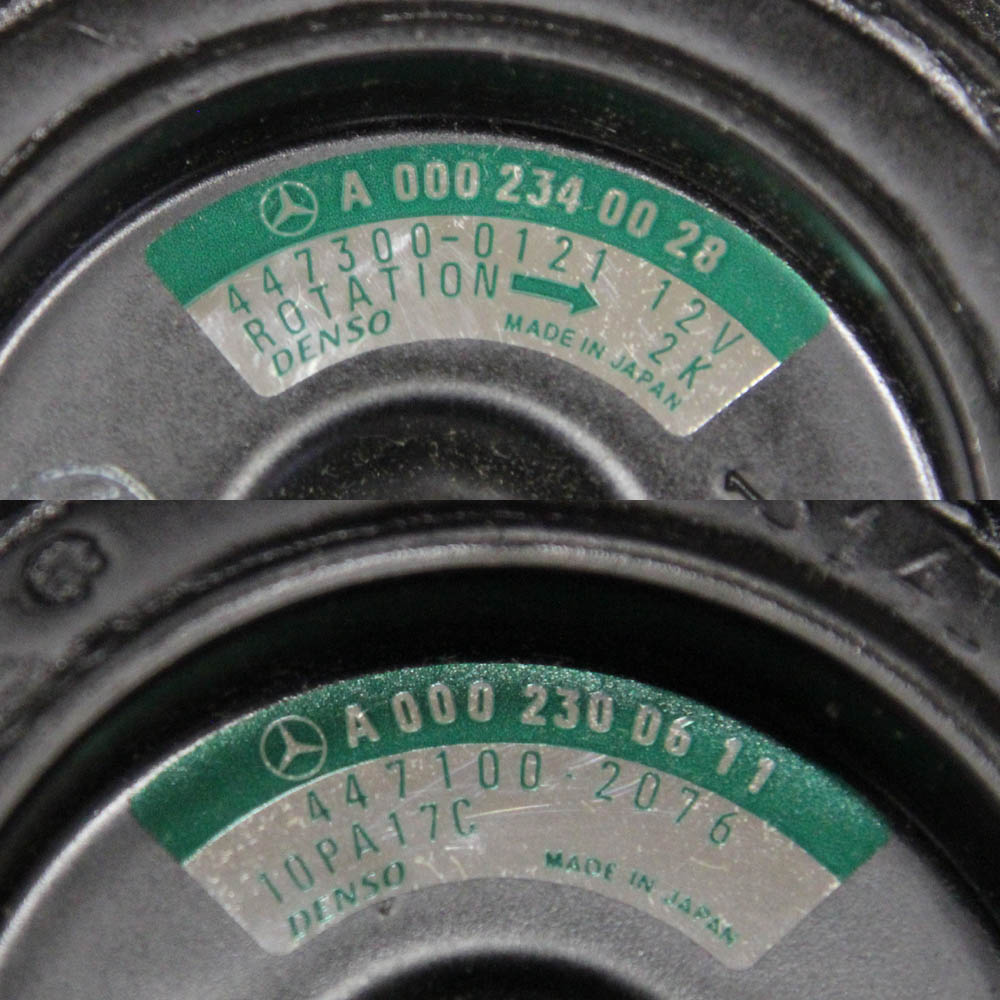 A 000 234 00 28
447300-0121 12V
ROTATION → 2K
DENSO MADE IN JAPAN
A 000 230 06 11
447100-2076
10PA17C
DENSO MADE IN JAPAN